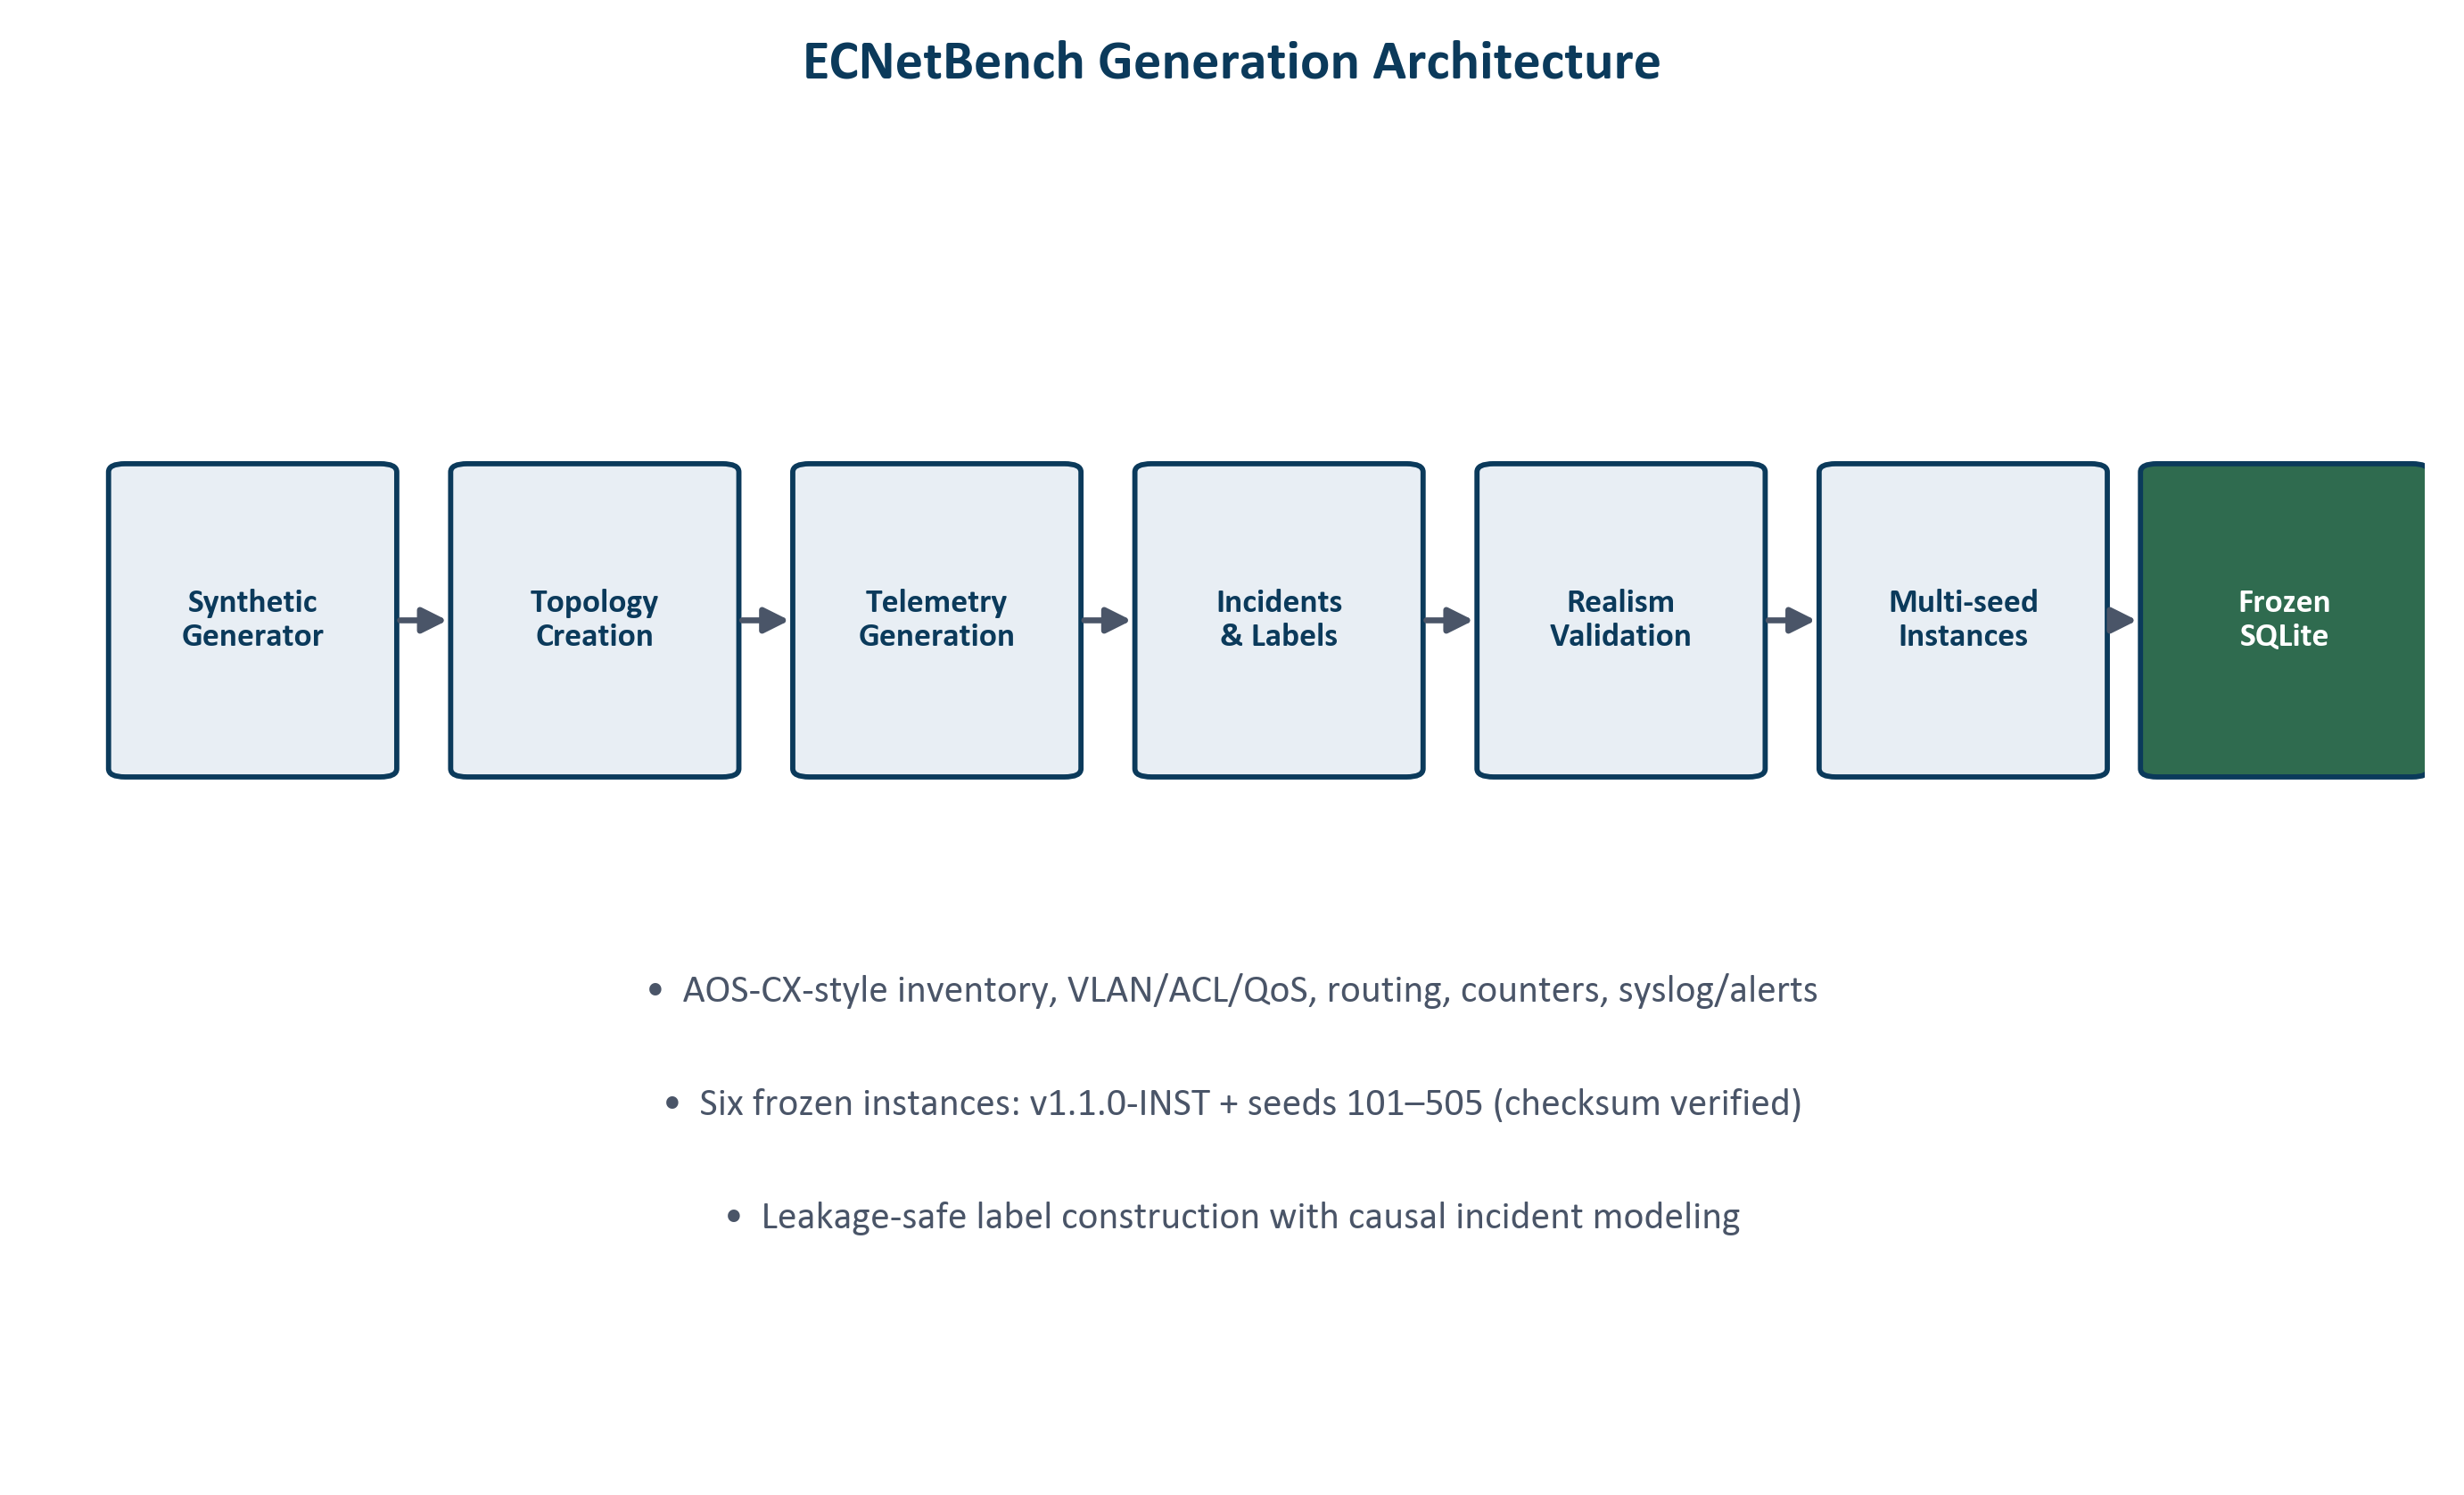 ECNetBench Generation Architecture
Synthetic
Generator
Topology
Creation
Telemetry
Generation
Incidents
& Labels
Realism
Validation
Multi-seed
Instances
Frozen
SQLite
• AOS-CX-style inventory, VLAN/ACL/QoS, routing, counters, syslog/alerts
• Six frozen instances: v1.1.0-INST + seeds 101–505 (checksum verified)
• Leakage-safe label construction with causal incident modeling